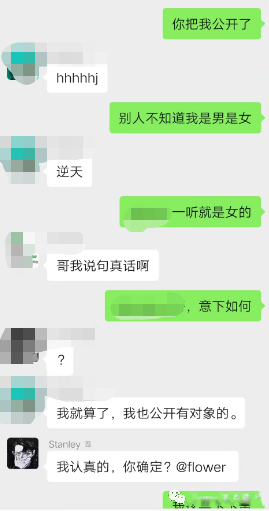 你把我公开了
hhhhhj
别人不知道我是男是女
逆天
一听就是女的
哥我说句真话啊
，意下如何
？
我就算了，我也公开有对象的。
Stanley
我认真的，你确定？@flower